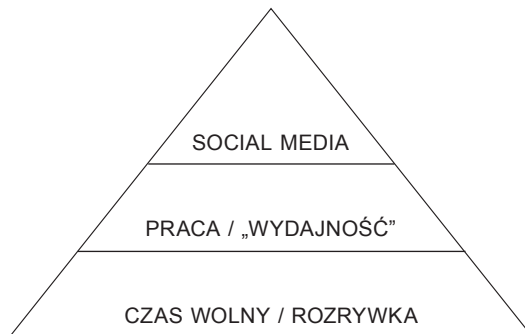 SOCIAL MEDIA
PRACA / „WYDAJNOŚĆ”
CZAS WOLNY / ROZRYWKA